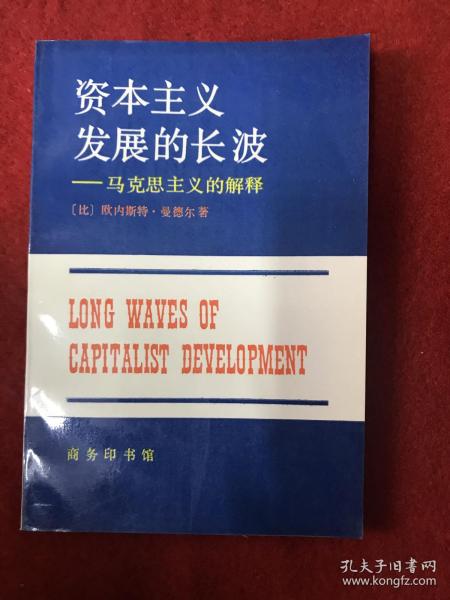 资本主义
发展的长波
——马克思主义的解释
〔比〕欧内斯特·曼德尔著
LONG WAVES OF
CAPITALIST DEVELOPMENT
商务印书馆
孔夫子旧书网
www.kongfz.com